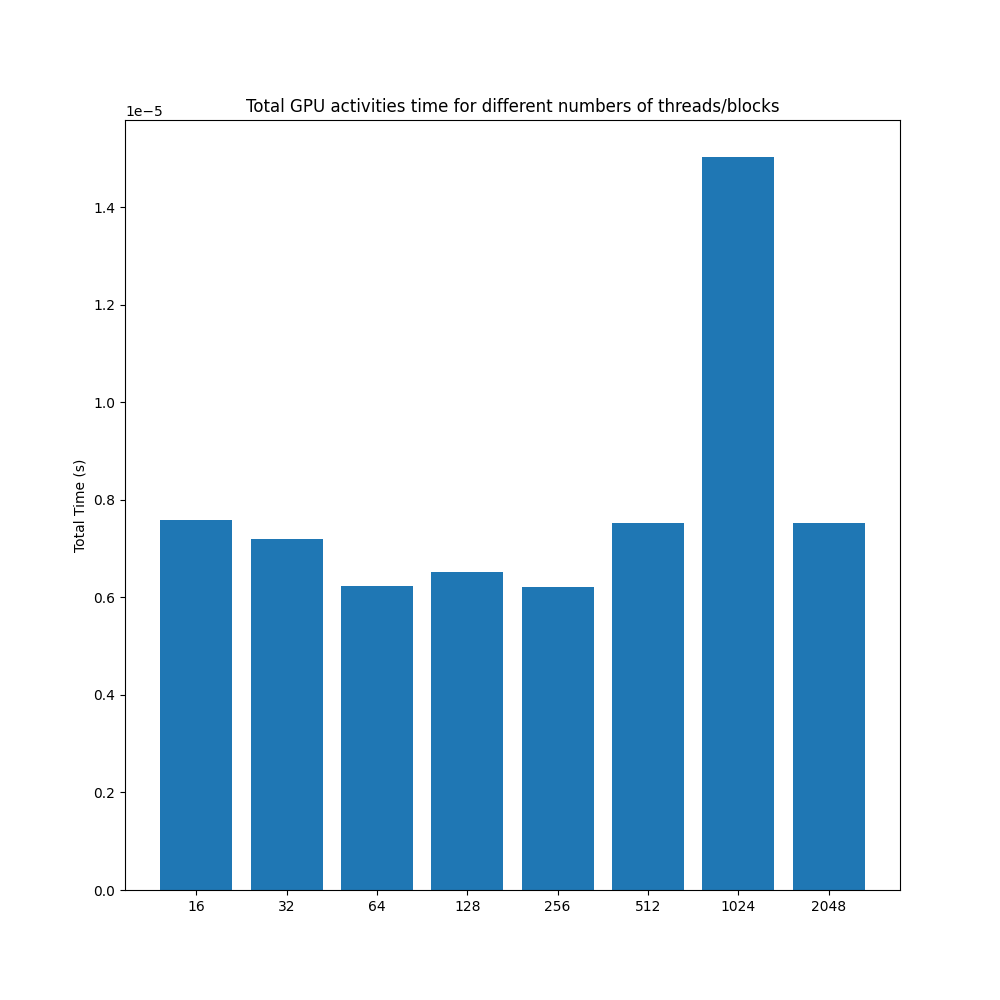 Total GPU activities time for different numbers of threads/blocks
1e−5
1.4
1.2
1.0
0.8
0.6
0.4
0.2
0.0
Total Time (s)
16 32 64 128 256 512 1024 2048